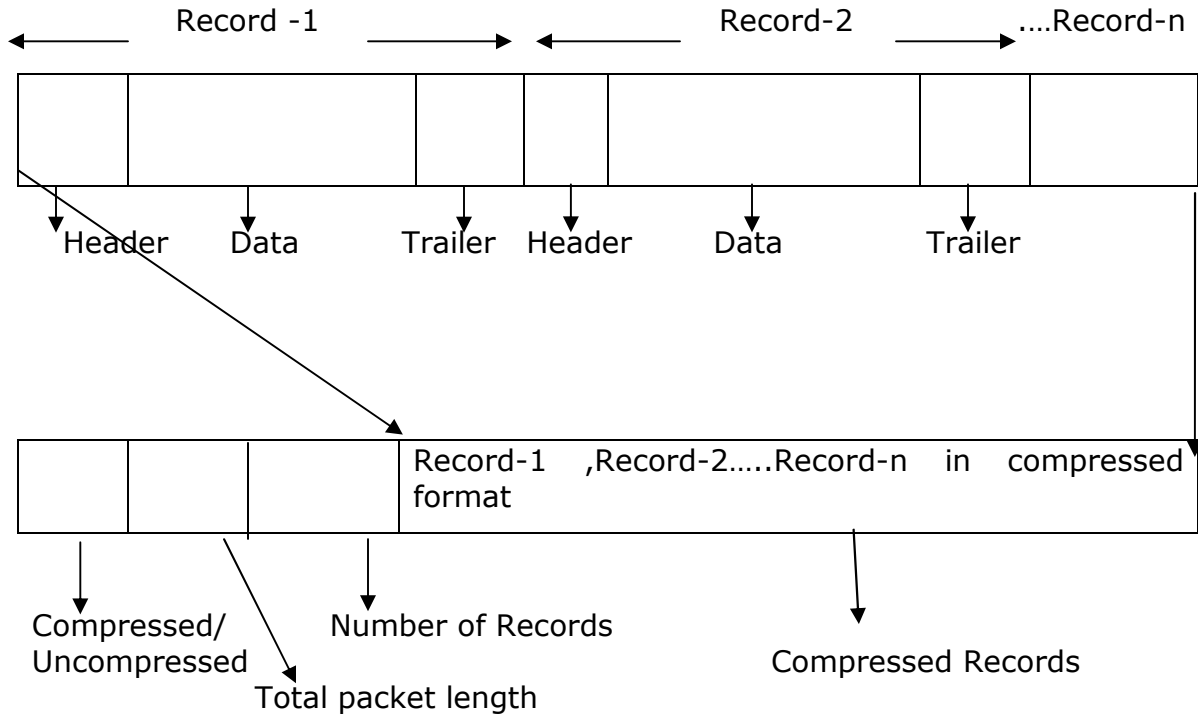 Record -1 Record-2 .…Record-n
Header Data Trailer Header Data Trailer
Record-1 ,Record-2…..Record-n in compressed
format
Compressed/ Number of Records
Uncompressed Compressed Records
Total packet length